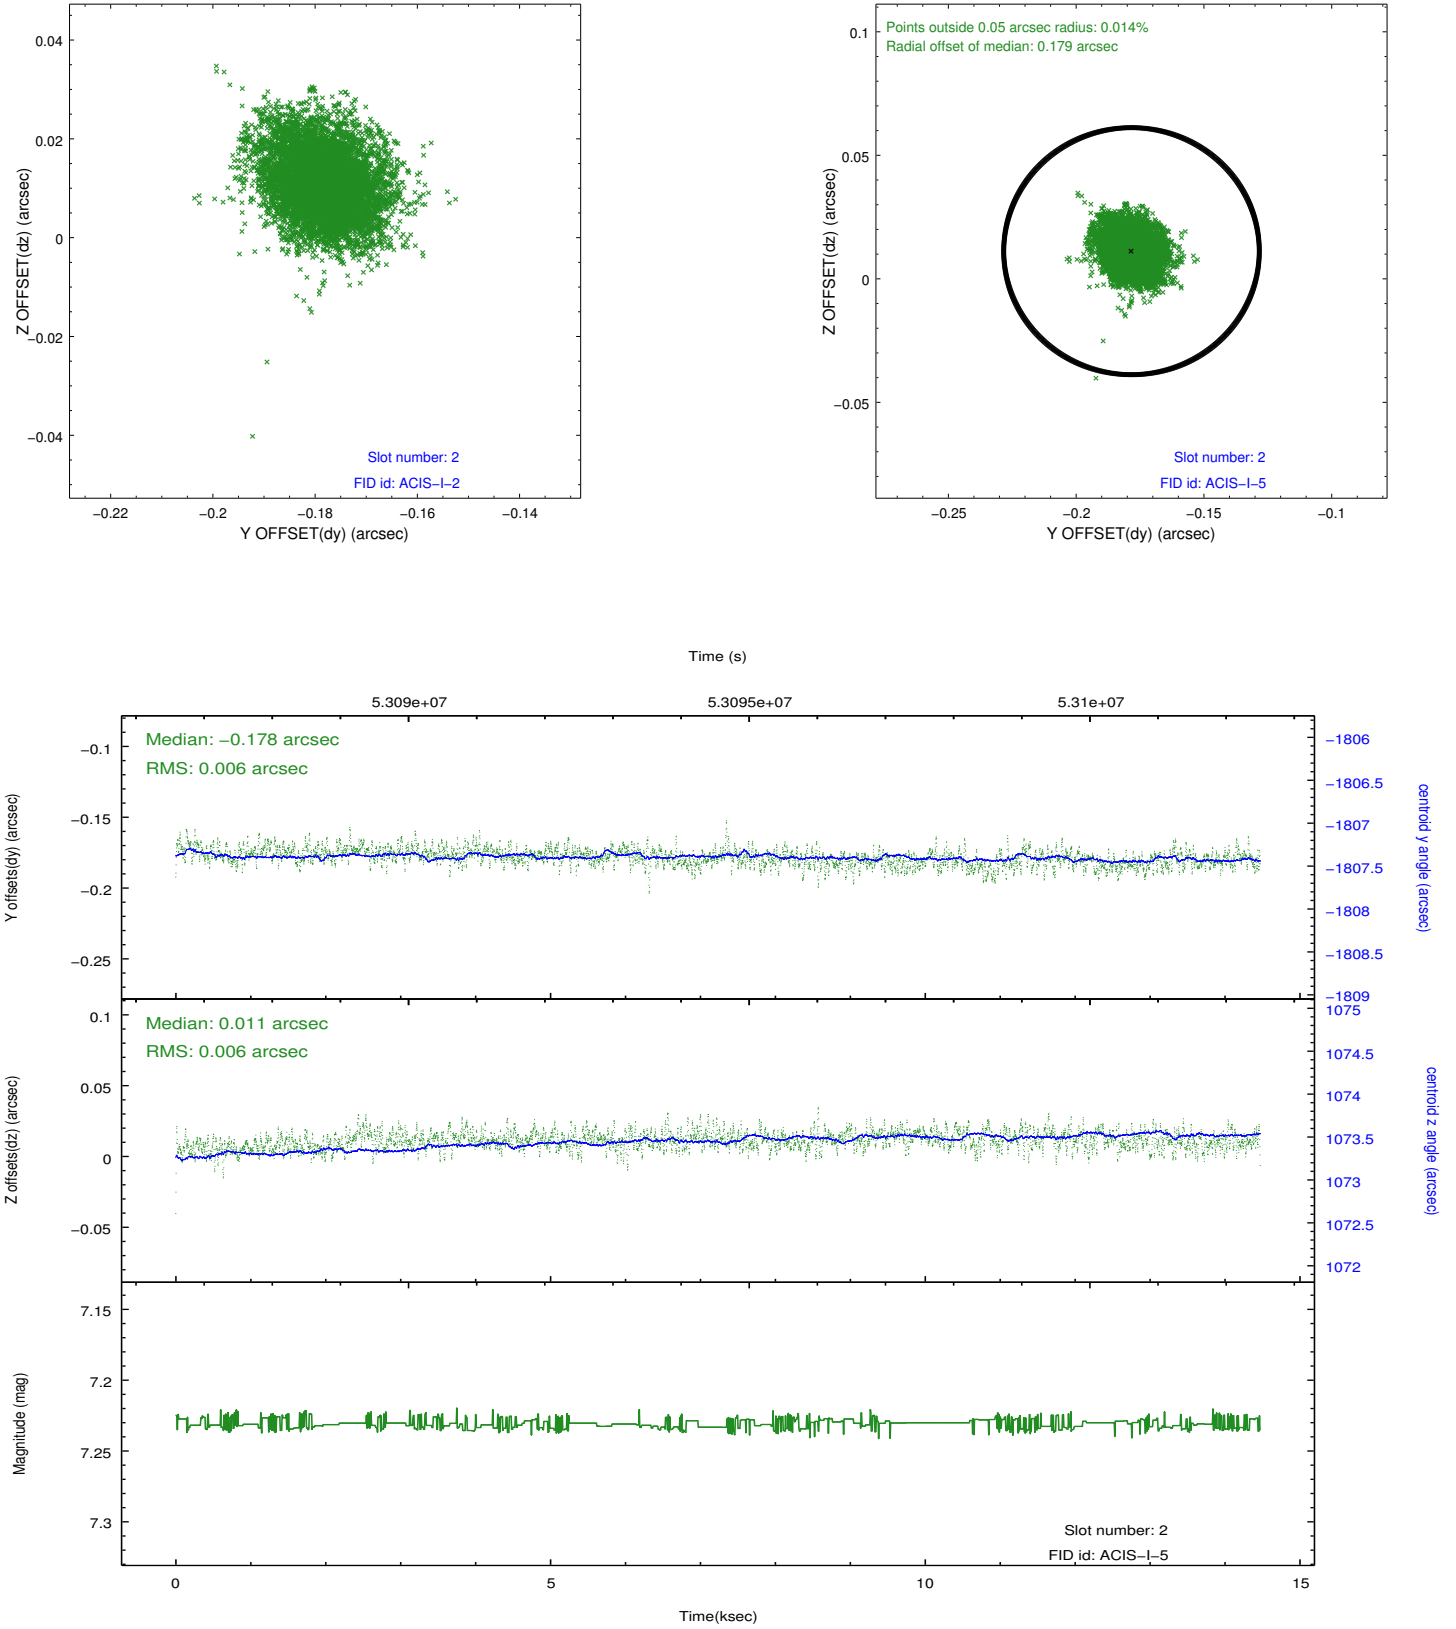 0.04
0.02
0
−0.02
−0.04
Z OFFSET(dz) (arcsec)
Slot number: 2
FID id: ACIS−I−2
−0.22
−0.2
−0.18
−0.16
−0.14
Y OFFSET(dy) (arcsec)
Points outside 0.05 arcsec radius: 0.014%
Radial offset of median: 0.179 arcsec
0.1
0.05
0
−0.05
Z OFFSET(dz) (arcsec)
Slot number: 2
FID id: ACIS−I−5
−0.25
−0.2
−0.15
−0.1
Y OFFSET(dy) (arcsec)
Time (s)
5.309e+07
5.3095e+07
5.31e+07
Median: −0.178 arcsec
RMS: 0.006 arcsec
−0.1
−0.15
−0.2
−0.25
Y offsets(dy) (arcsec)
−1806
−1806.5
−1807
−1807.5
−1808
−1808.5
−1809
centroid y angle (arcsec)
Median: 0.011 arcsec
RMS: 0.006 arcsec
0.1
0.05
0
−0.05
Z offsets(dz) (arcsec)
1075
1074.5
1074
1073.5
1073
1072.5
1072
centroid z angle (arcsec)
7.15
7.2
7.25
7.3
Magnitude (mag)
Slot number: 2
FID id: ACIS−I−5
0
5
10
15
Time(ksec)